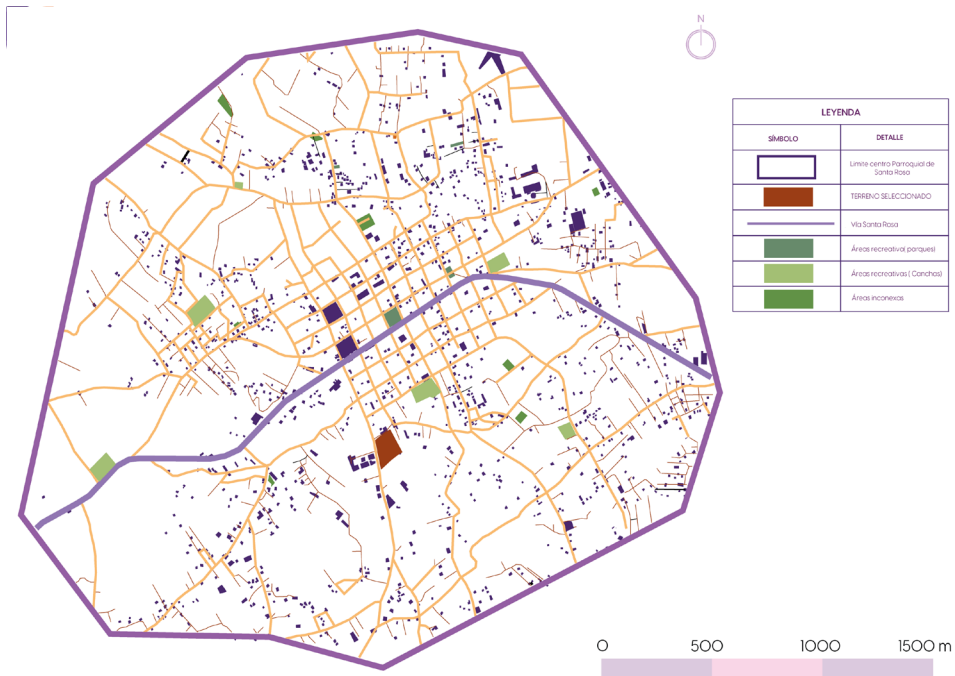 N
LEYENDA
SÍMBOLO
DETALLE
Limite centro Parroquial de
Santa Rosa
TERRENO SELECCIONADO
Vía Santa Rosa
Áreas recreativa( parques)
Áreas recreativas ( Canchas)
Áreas inconexas
0 500 1000 1500 m